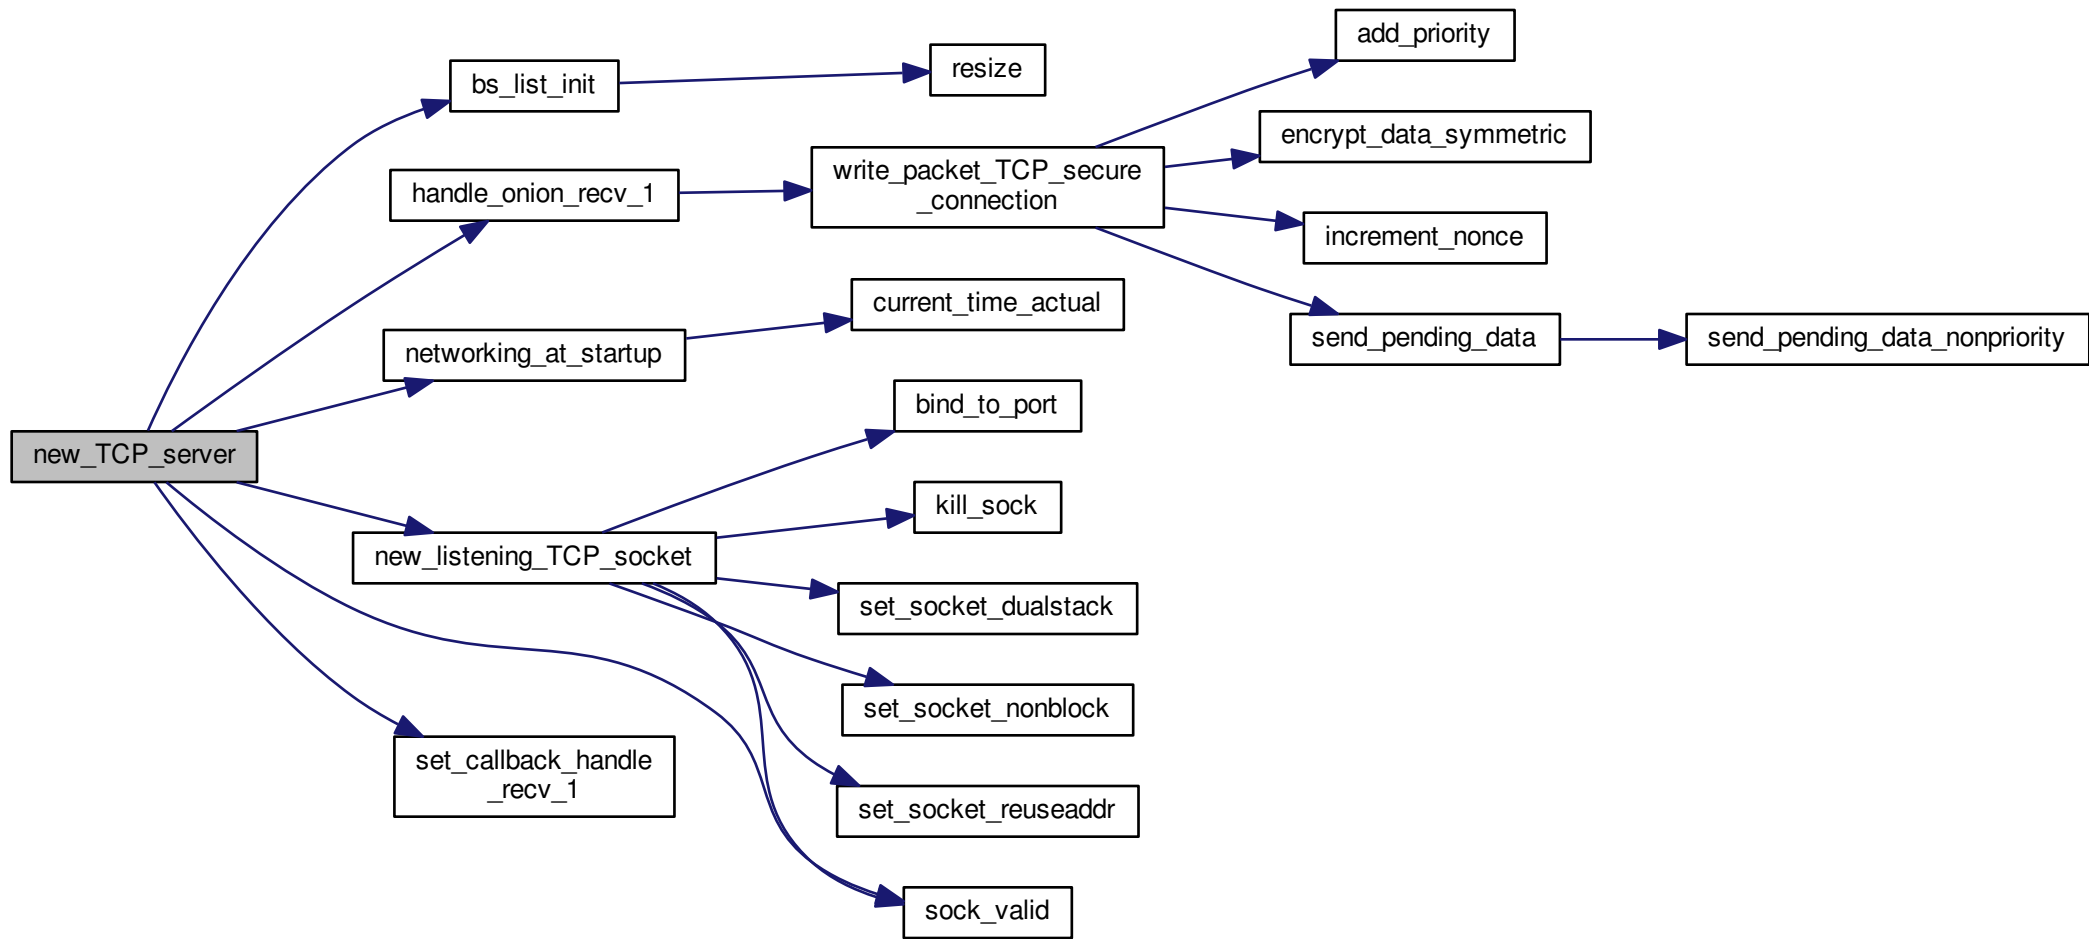 add_priority
bs_list_init
resize
encrypt_data_symmetric
handle_onion_recv_1
write_packet_TCP_secure
_connection
increment_nonce
networking_at_startup
current_time_actual
send_pending_data
send_pending_data_nonpriority
bind_to_port
new_TCP_server
kill_sock
new_listening_TCP_socket
set_socket_dualstack
set_socket_nonblock
set_callback_handle
_recv_1
set_socket_reuseaddr
sock_valid